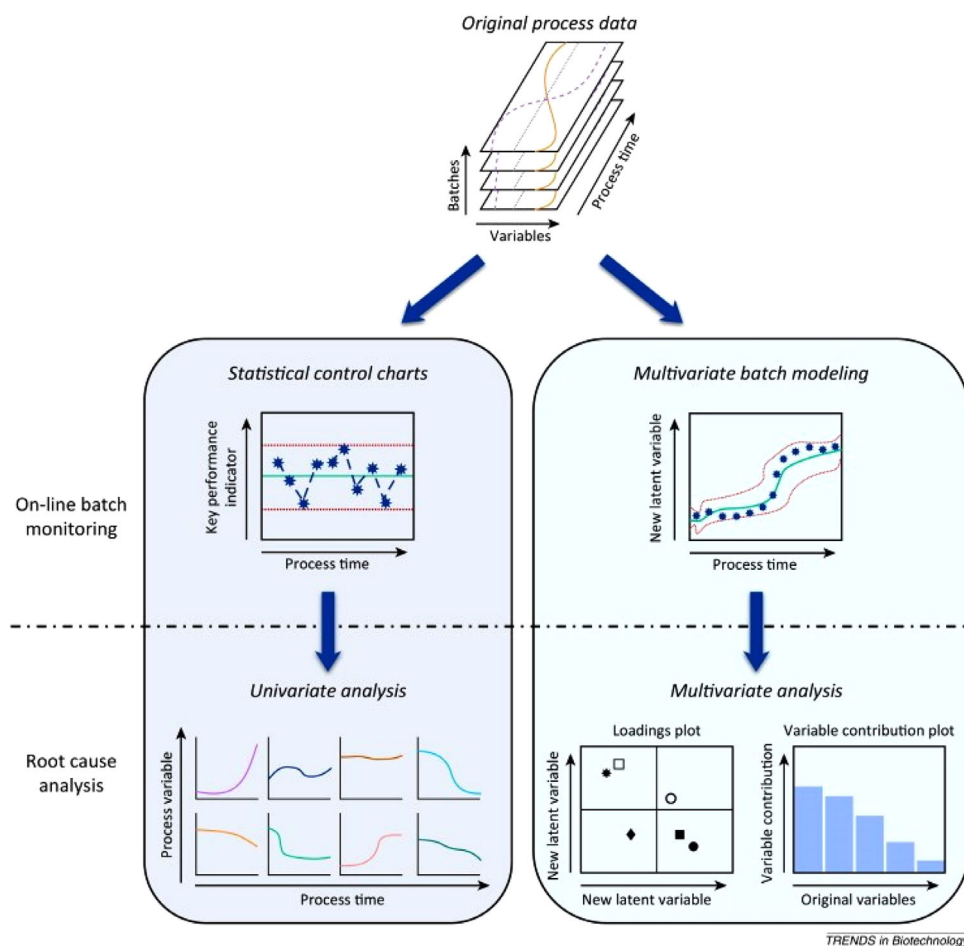 Original process data
Batches
Process time
Variables
Statistical control charts
Multivariate batch modeling
On-line batch
monitoring
Key performance
indicator
Process time
New latent variable
Process time
Univariate analysis
Multivariate analysis
Root cause
analysis
Process variable
Process time
Loadings plot
New latent variable
New latent variable
Variable contribution plot
Variable contribution
Original variables
TRENDS in Biotechnology